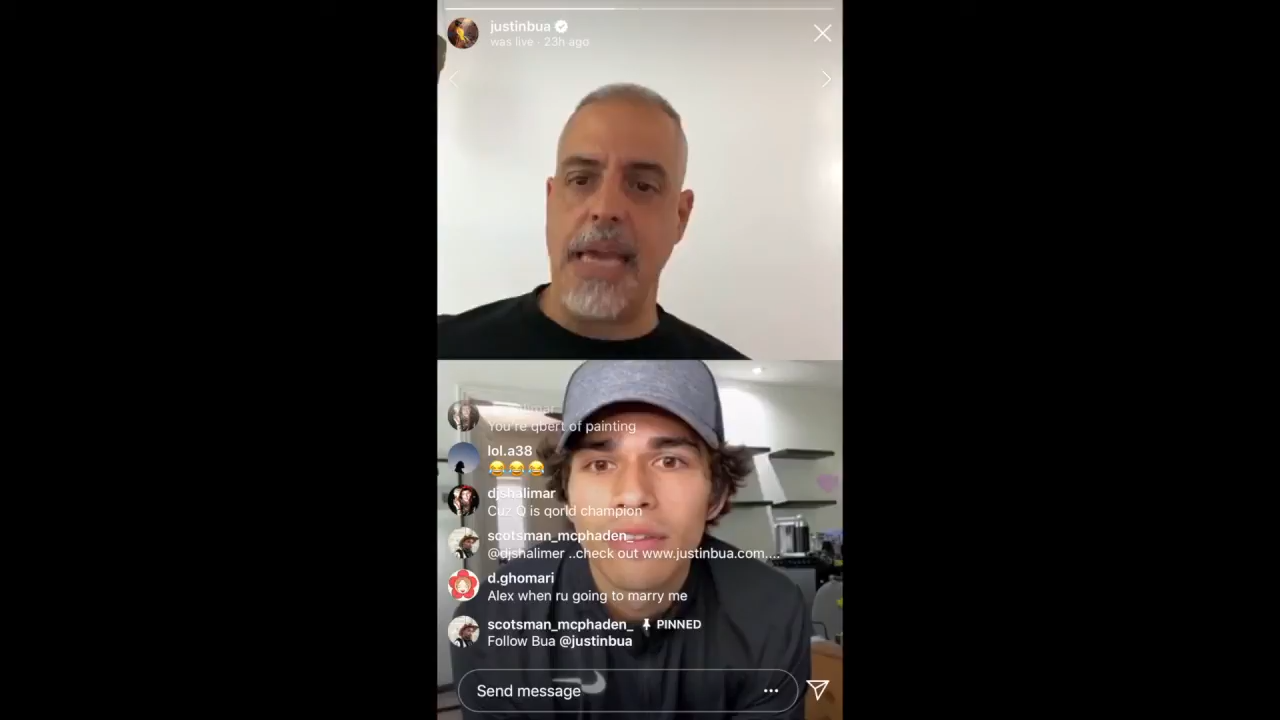 justinbua
was live · 23h ago
You're qbert of painting
lol.a38
😂😂😂
djshalimar
Cuz Q is qorld champion
scotsman_mcphaden_
@djshalimer ..check out www.justinbua.com....
d.ghomari
Alex when ru going to marry me
scotsman_mcphaden_ PINNED
Follow Bua @justinbua
Send message